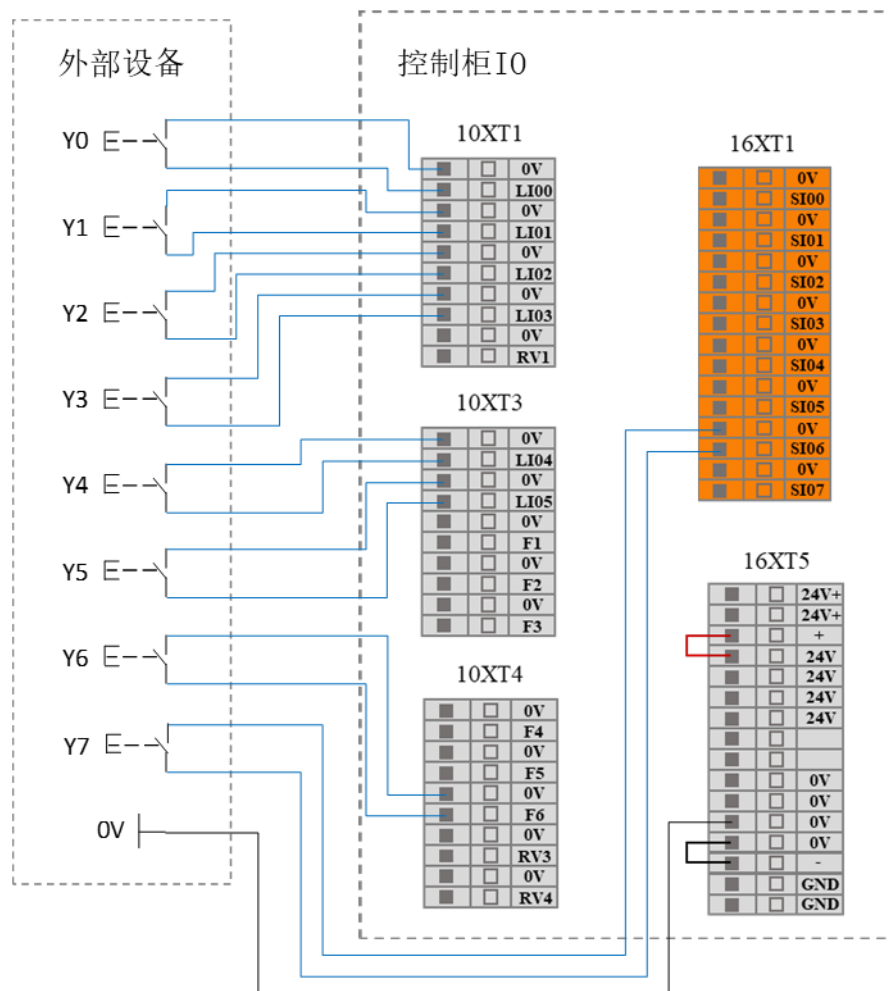 外部设备
Y0
Y1
Y2
Y3
Y4
Y5
Y6
Y7
0V
控制柜IO
10XT1
0V
LI00
0V
LI01
0V
LI02
0V
LI03
0V
RV1
10XT3
0V
LI04
0V
LI05
0V
F1
0V
F2
0V
F3
10XT4
0V
F4
0V
F5
0V
F6
0V
RV3
0V
RV4
16XT1
0V
SI00
0V
SI01
0V
SI02
0V
SI03
0V
SI04
0V
SI05
0V
SI06
0V
SI07
16XT5
24V+
24V+
+
24V
24V
24V
24V
0V
0V
0V
0V
-
GND
GND